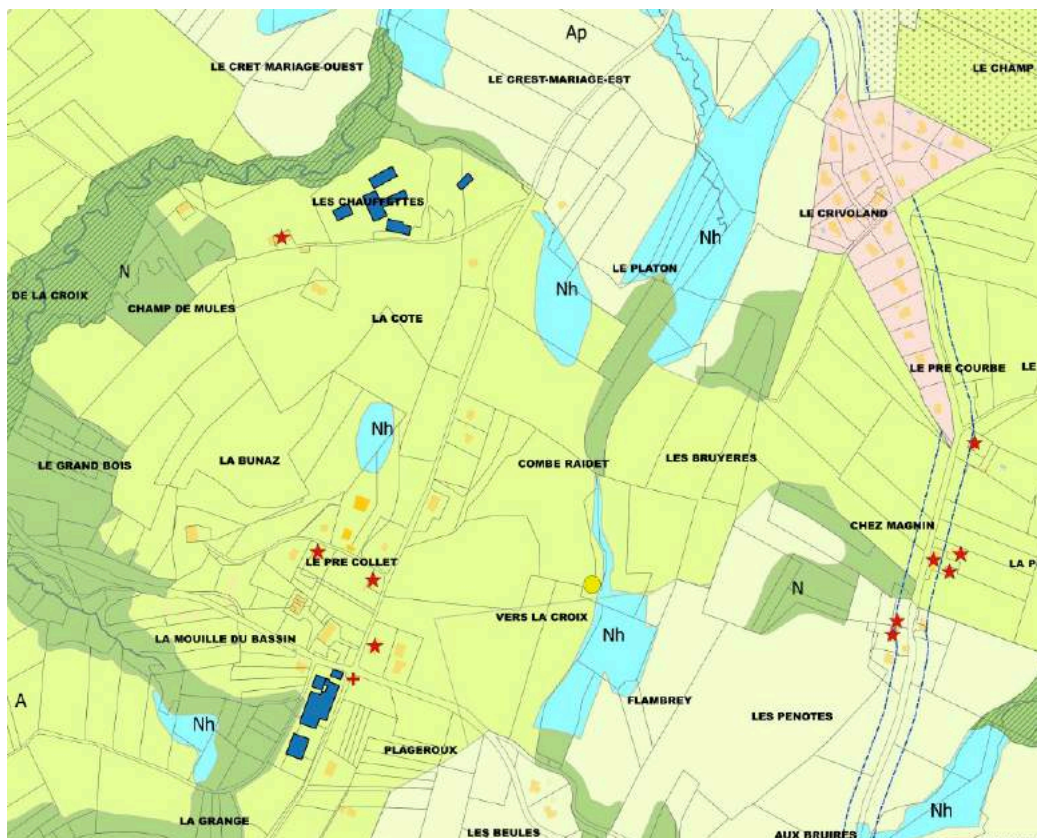 Ap
LE CRET MARIAGE-OUEST
LE CHAMP
LE CREST-MARIAGE-EST
LES CHAUFFETTES
LE CRIVOLAND
Nh
N
LE PLATON
DE LA CROIX
Nh
CHAMP DE MULES
LA COTE
LE PRE COURBE
LE
Nh
LA BUNAZ
LES BRUYERES
LE GRAND BOIS
COMBE RAIDET
CHEZ MAGNIN
LE PRE COLLET
LA P
N
VERS LA CROIX
LA MOUILLE DU BASSIN
Nh
A
FLAMBREY
LES PENOTES
Nh
PLAGEROUX
Nh
LA GRANGE
LES BEULES
AUX BRUIRES